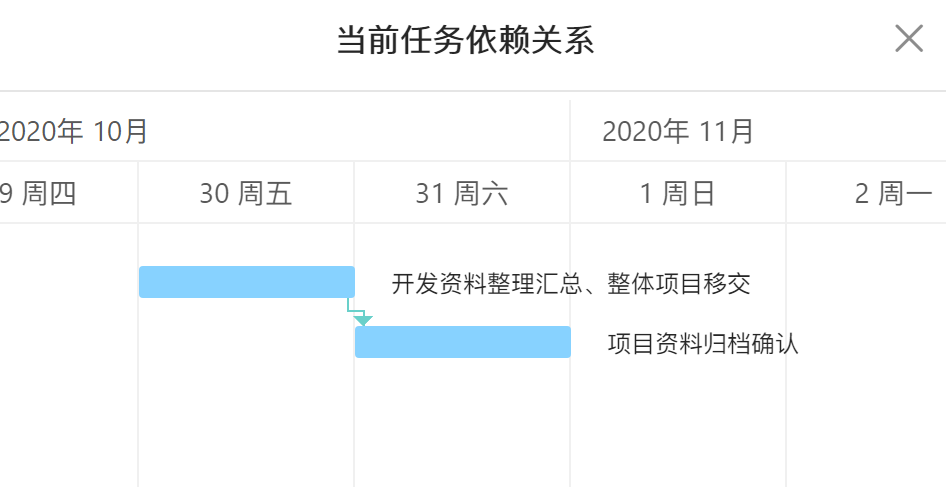 当前任务依赖关系
2020年 10月 2020年 11月
9 周四 30 周五 31 周六 1 周日 2 周一
开发资料整理汇总、整体项目移交
项目资料归档确认